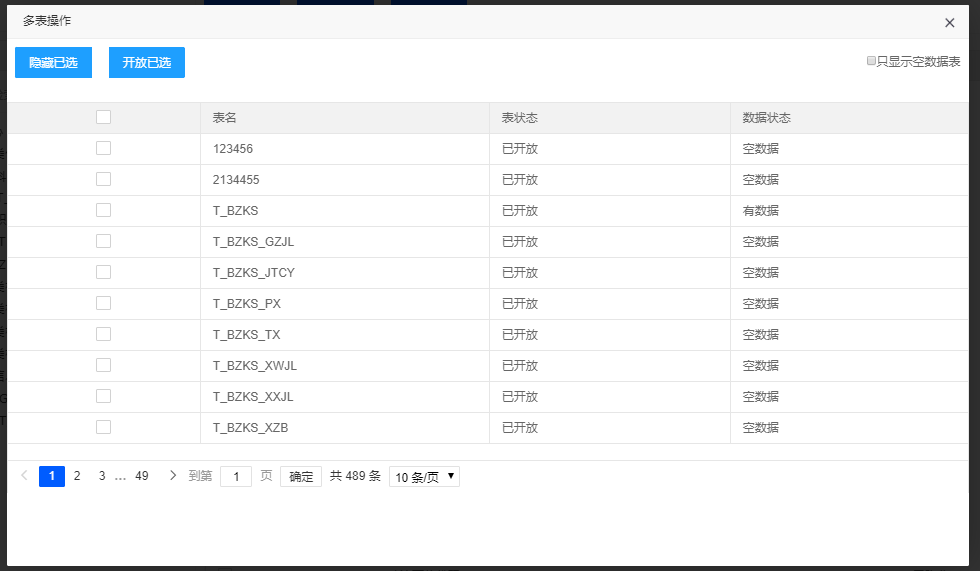 多表操作
隐藏已选 开放已选 只显示空数据表
表名 表状态 数据状态
123456 已开放 空数据
2134455 已开放 空数据
T_BZKS 已开放 有数据
T_BZKS_GZJL 已开放 空数据
T_BZKS_JTCY 已开放 空数据
T_BZKS_PX 已开放 空数据
T_BZKS_TX 已开放 空数据
T_BZKS_XWJL 已开放 空数据
T_BZKS_XXJL 已开放 空数据
T_BZKS_XZB 已开放 空数据
1 2 3 … 49 到第 1 页 确定 共 489 条 10 条/页